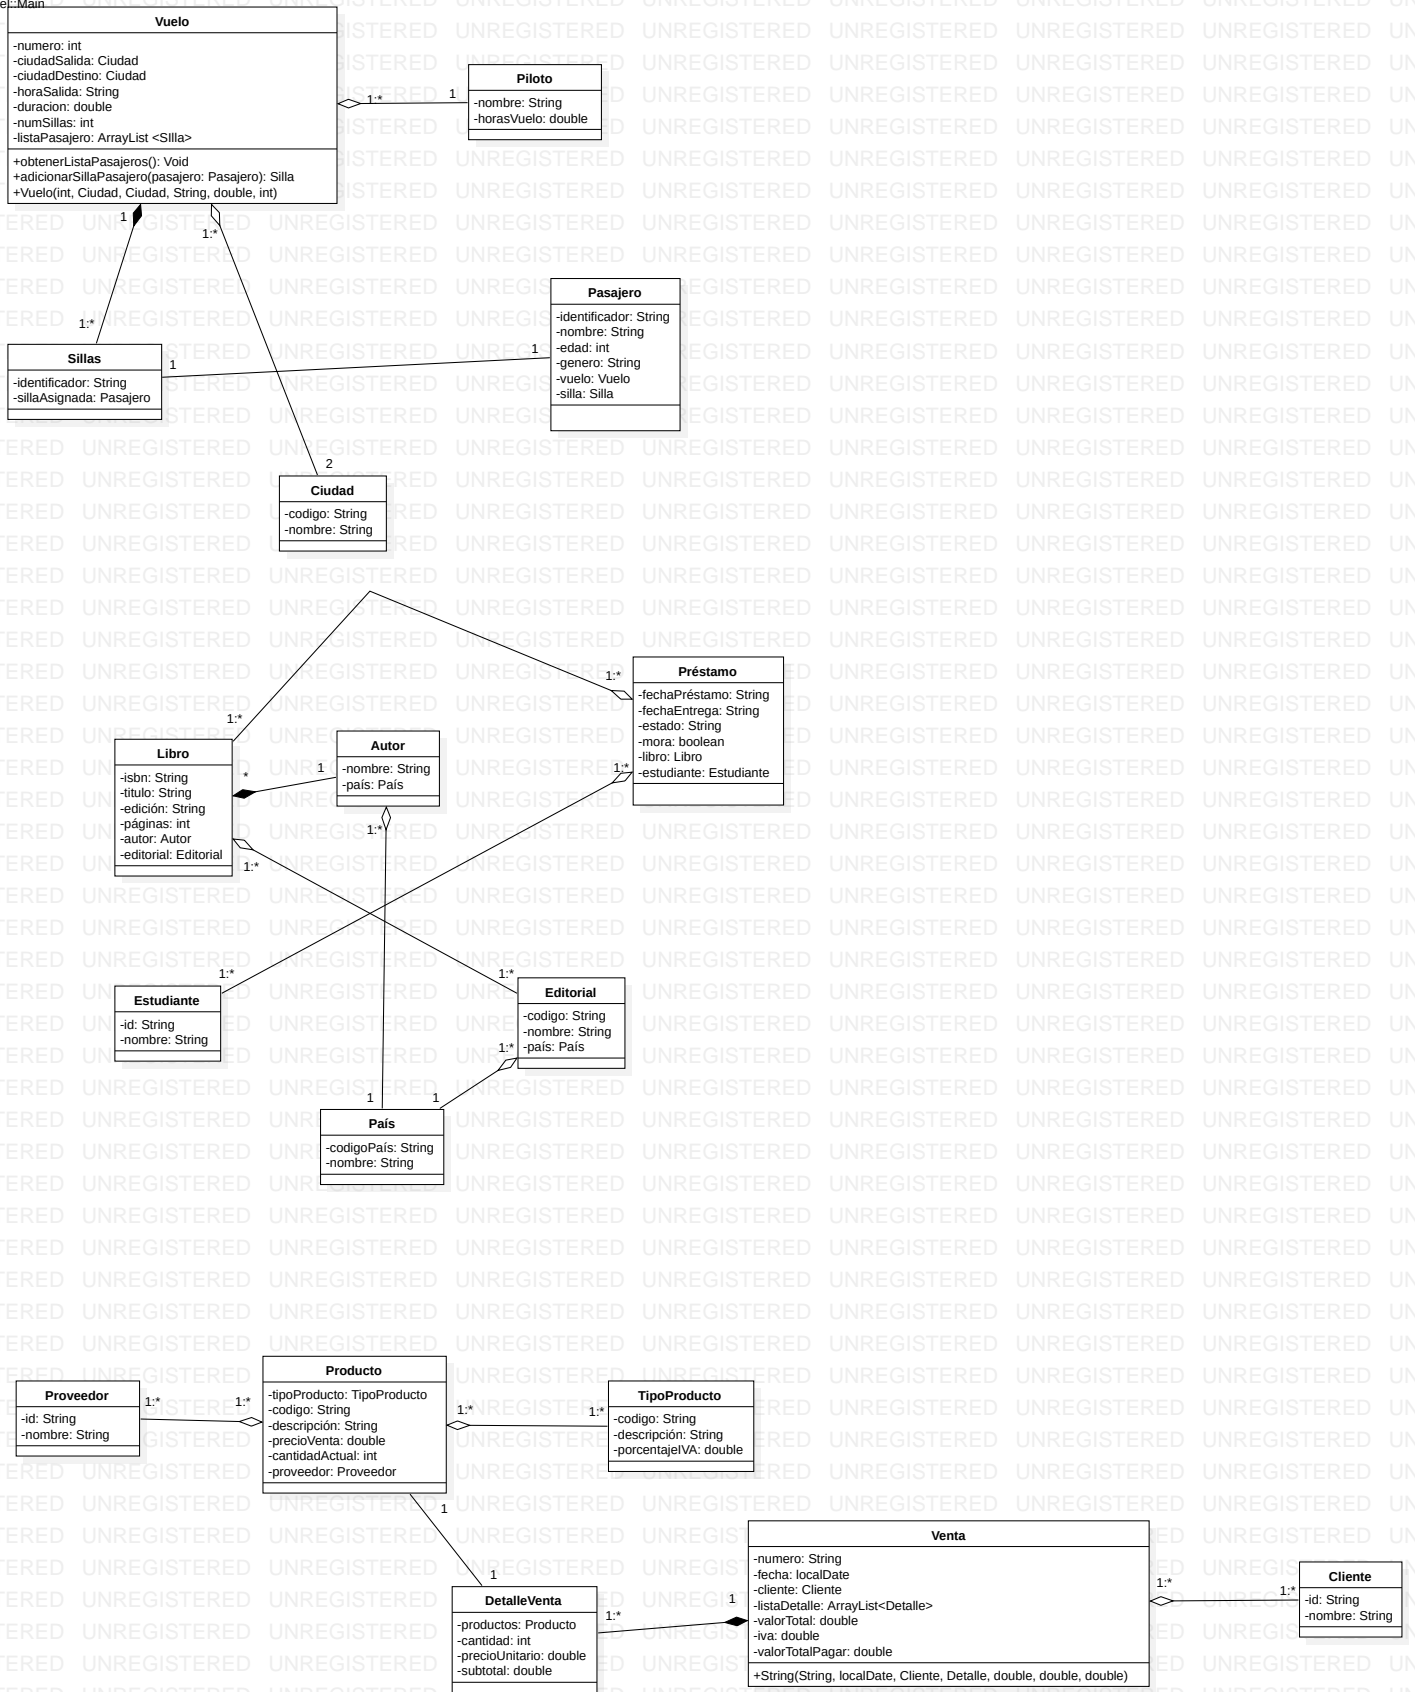 e::Main
Vuelo
-numero: int
-ciudadSalida: Ciudad
-ciudadDestino: Ciudad
-horaSalida: String
-duracion: double
-numSillas: int
-listaPasajero: ArrayList <SIlla>
+obtenerListaPasajeros(): Void
+adicionarSillaPasajero(pasajero: Pasajero): Silla
+Vuelo(int, Ciudad, Ciudad, String, double, int)
1:*
1
Piloto
-nombre: String
-horasVuelo: double
1
1:*
1:*
Pasajero
-identificador: String
-nombre: String
-edad: int
-genero: String
-vuelo: Vuelo
-silla: Silla
1:*
Sillas
-identificador: String
-sillaAsignada: Pasajero
1
1
2
Ciudad
-codigo: String
-nombre: String
1:*
Préstamo
-fechaPréstamo: String
-fechaEntrega: String
-estado: String
-mora: boolean
-libro: Libro
-estudiante: Estudiante
1:*
1:*
Libro
-isbn: String
-titulo: String
-edición: String
-páginas: int
-autor: Autor
-editorial: Editorial
*
1
Autor
-nombre: String
-país: País
1:*
1:*
1:*
1:*
Estudiante
-id: String
-nombre: String
Editorial
-codigo: String
-nombre: String
-país: País
1:*
1
1
País
-codigoPaís: String
-nombre: String
Proveedor
-id: String
-nombre: String
1:*
1:*
Producto
-tipoProducto: TipoProducto
-codigo: String
-descripción: String
-precioVenta: double
-cantidadActual: int
-proveedor: Proveedor
1:*
1:*
TipoProducto
-codigo: String
-descripción: String
-porcentajeIVA: double
1
1
DetalleVenta
-productos: Producto
-cantidad: int
-precioUnitario: double
-subtotal: double
1:*
1
Venta
-numero: String
-fecha: localDate
-cliente: Cliente
-listaDetalle: ArrayList<Detalle>
-valorTotal: double
-iva: double
-valorTotalPagar: double
+String(String, localDate, Cliente, Detalle, double, double, double)
1:*
1:*
Cliente
-id: String
-nombre: String
UNREGISTERED